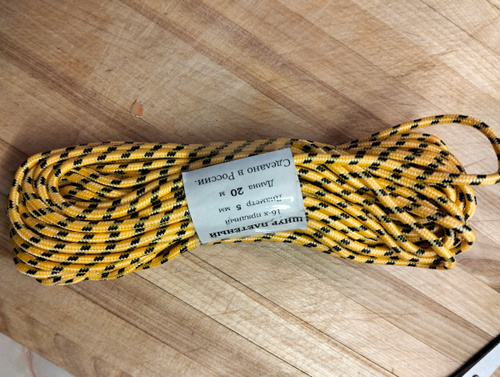 ШНУР ПЛЕТЕНЫЙ
16-х прядный
Диаметр 5 мм
Длина 20 м
Сделано в России.